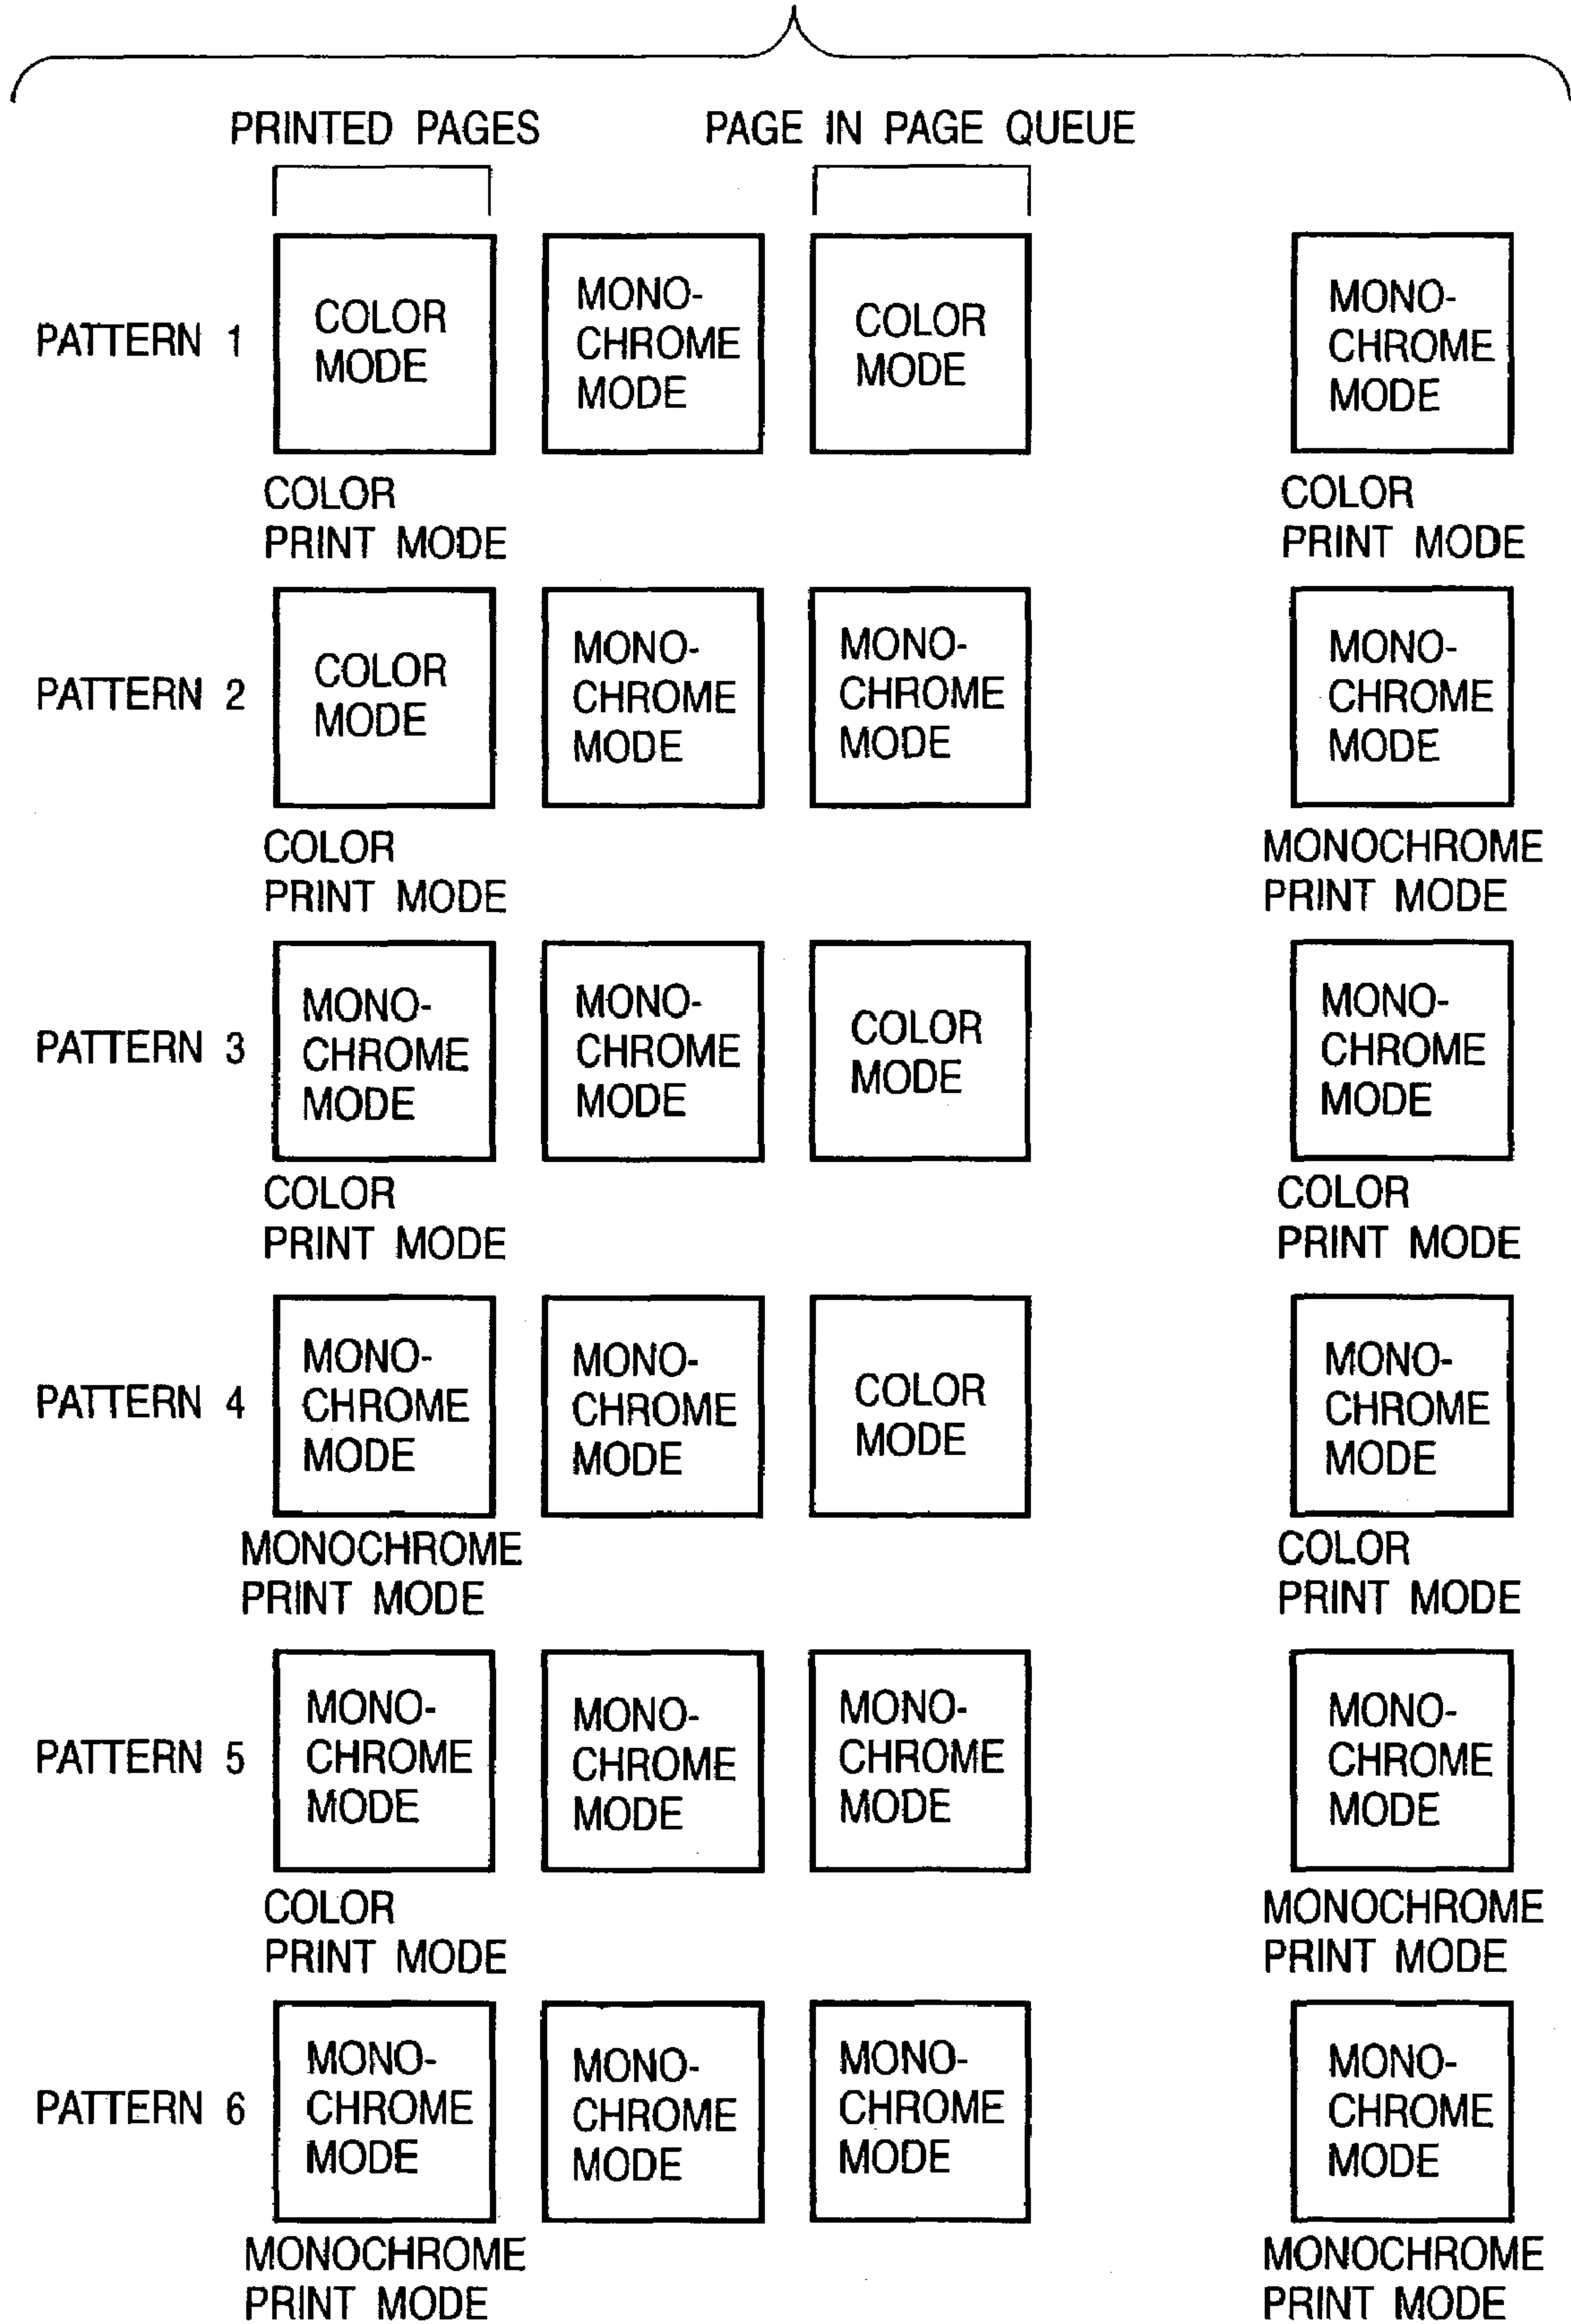 PRINTED PAGES
PAGE IN PAGE QUEUE
PATTERN 1
COLOR
MODE
MONO-
CHROME
MODE
COLOR
MODE
MONO-
CHROME
MODE
COLOR
PRINT MODE
COLOR
PRINT MODE
PATTERN 2
COLOR
MODE
MONO-
CHROME
MODE
MONO-
CHROME
MODE
MONO-
CHROME
MODE
COLOR
PRINT MODE
MONOCHROME
PRINT MODE
PATTERN 3
MONO-
CHROME
MODE
MONO-
CHROME
MODE
COLOR
MODE
MONO-
CHROME
MODE
COLOR
PRINT MODE
COLOR
PRINT MODE
PATTERN 4
MONO-
CHROME
MODE
MONO-
CHROME
MODE
COLOR
MODE
MONO-
CHROME
MODE
MONOCHROME
PRINT MODE
COLOR
PRINT MODE
PATTERN 5
MONO-
CHROME
MODE
MONO-
CHROME
MODE
MONO-
CHROME
MODE
MONO-
CHROME
MODE
COLOR
PRINT MODE
MONOCHROME
PRINT MODE
PATTERN 6
MONO-
CHROME
MODE
MONO-
CHROME
MODE
MONO-
CHROME
MODE
MONO-
CHROME
MODE
MONOCHROME
PRINT MODE
MONOCHROME
PRINT MODE